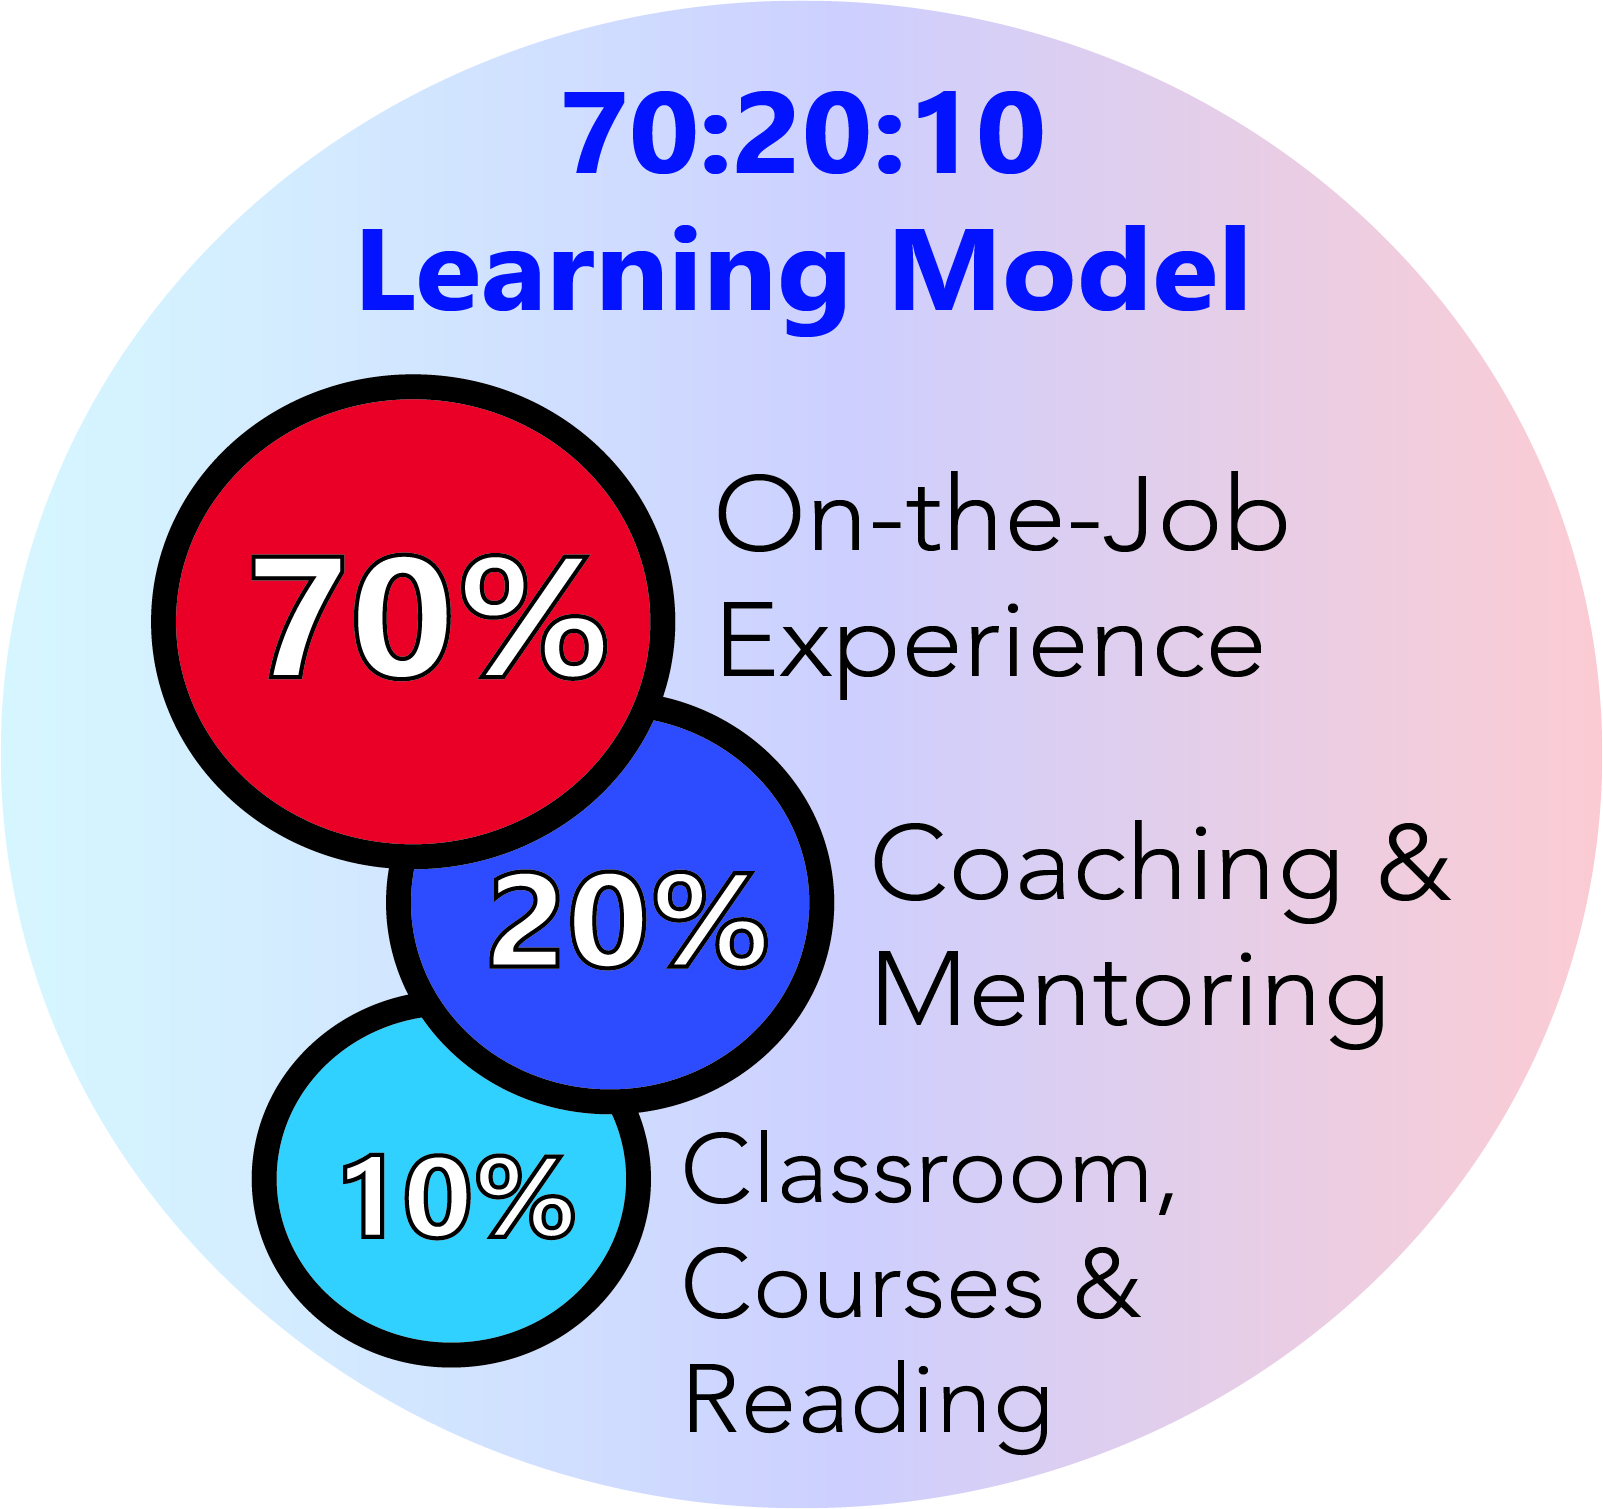 70:20:10
Learning Model
70%
On-the-Job
Experience
20%
Coaching &
Mentoring
10%
Classroom,
Courses &
Reading